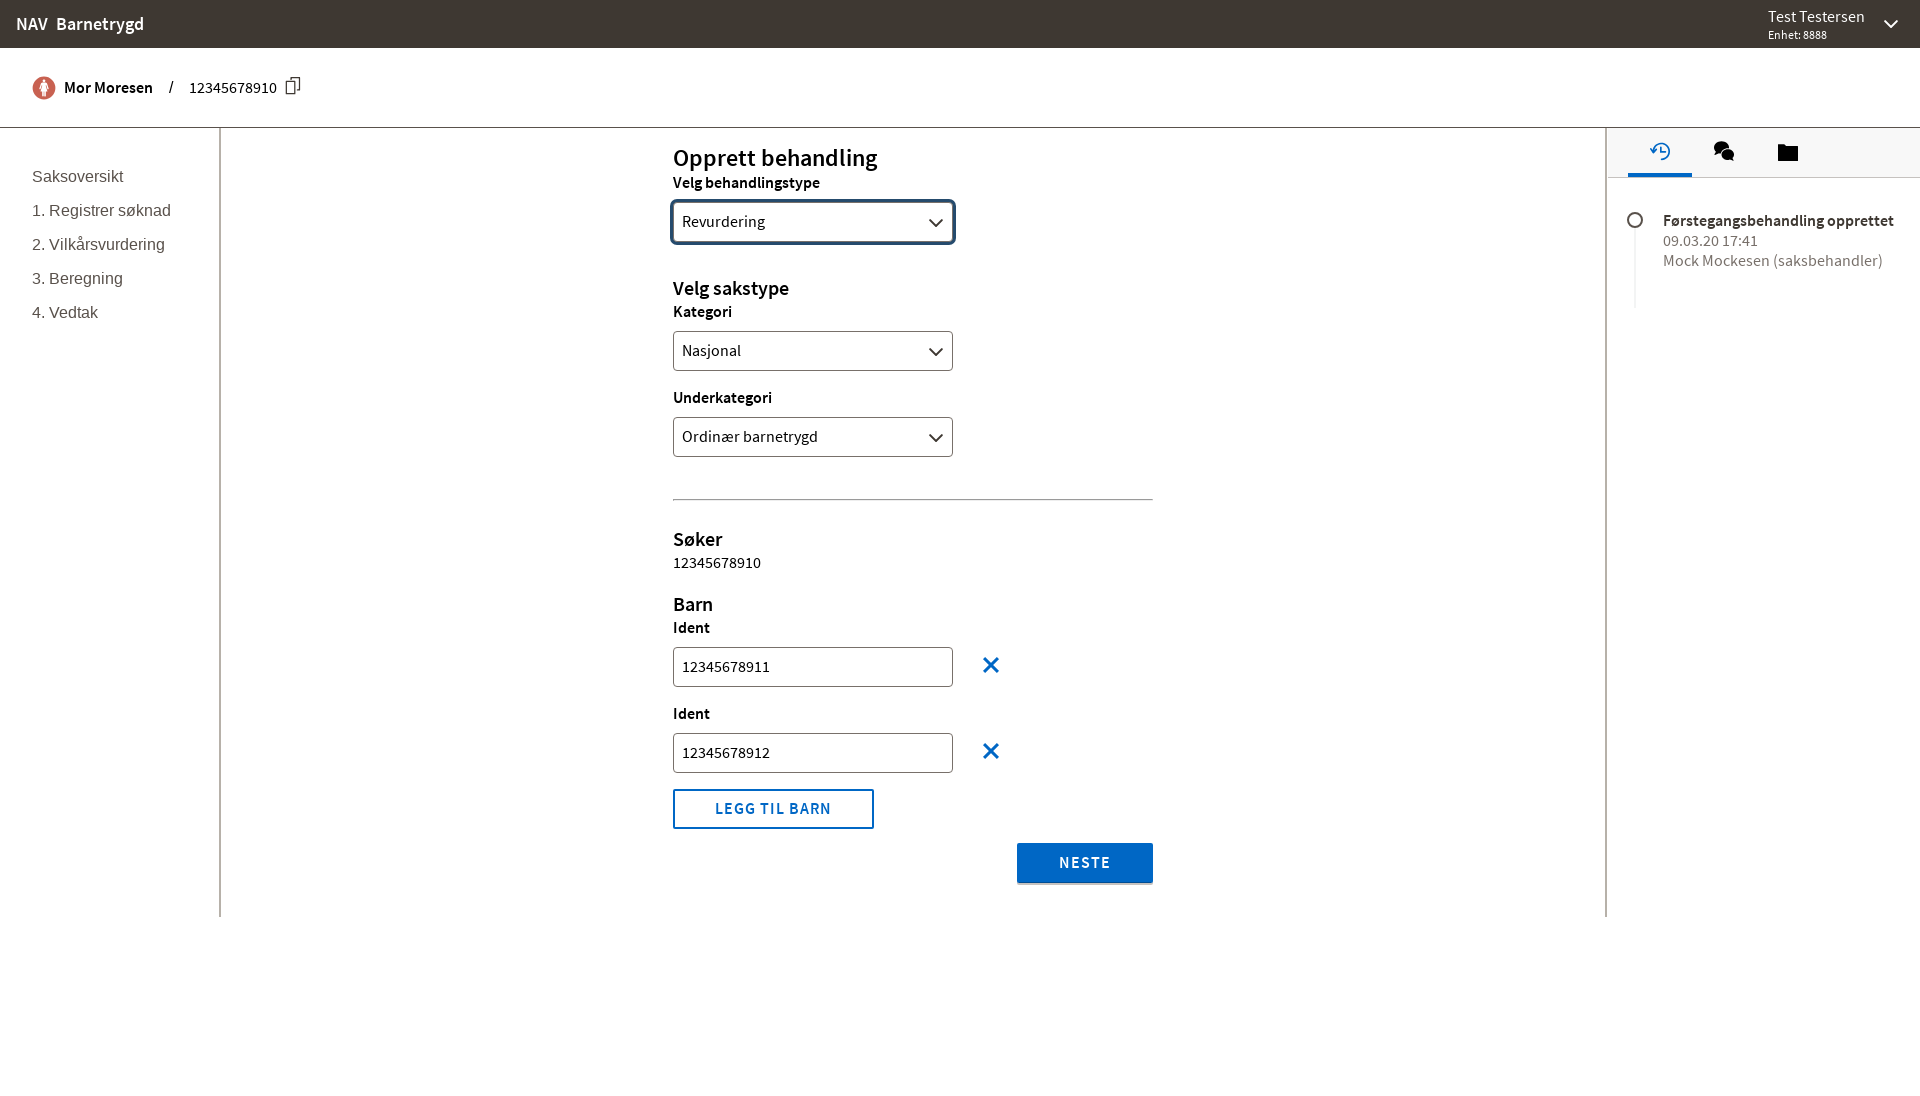 NAV Barnetrygd
Test Testersen
Enhet: 8888
Mor Moresen / 12345678910
Saksoversikt
1. Registrer søknad
2. Vilkårsvurdering
3. Beregning
4. Vedtak
Opprett behandling
Velg behandlingstype
Revurdering
Velg sakstype
Kategori
Nasjonal
Underkategori
Ordinær barnetrygd
Søker
12345678910
Barn
Ident
12345678911
Ident
12345678912
LEGG TIL BARN
NESTE
Førstegangsbehandling opprettet
09.03.20 17:41
Mock Mockesen (saksbehandler)